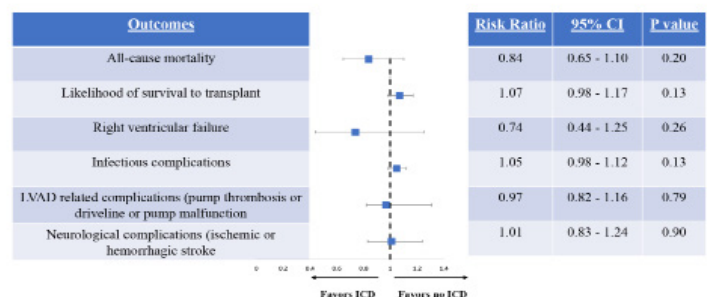 Outcomes Risk Ratio 95% CI P value
All-cause mortality 0.84 0.65 - 1.10 0.20
Likelihood of survival to transplant 1.07 0.98 - 1.17 0.13
Right ventricular failure 0.74 0.44 - 1.25 0.26
Infectious complications 1.05 0.98 - 1.12 0.13
LVAD related complications (pump thrombosis or
driveline or pump malfunction 0.97 0.82 - 1.16 0.79
Neurological complications (ischemic or
hemorrhagic stroke 1.01 0.83 - 1.24 0.90
0 0.2 0.4 0.6 0.8 1 1.2 1.4
Favors ICD Favors no ICD